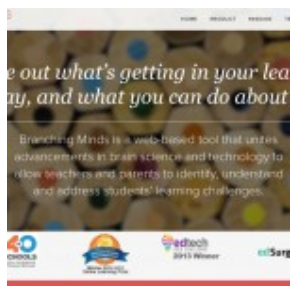 HOME PRODUCT
e out what's getting in your lea
ay, and what you can do about
Branching Minds is a web-based tool that unites
advancements in brain science and technology to
allow teachers and parents to identify, understand
and address students' learning challenges.
edtech
2013 Winner
edSurg
SCHOOLS